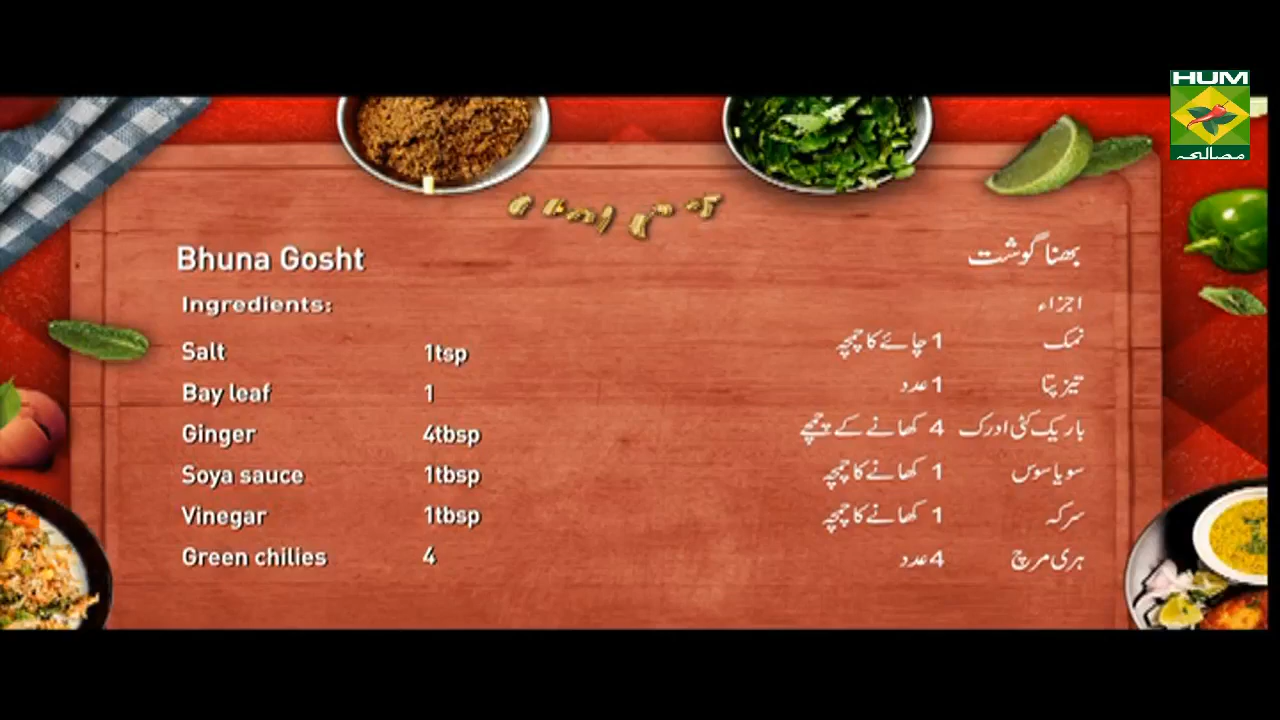 HUM
مصالحہ
Bhuna Gosht
بھنا گوشت
Ingredients:
اجزاء
Salt 1tsp
نمک 1 چائے کا چمچہ
Bay leaf 1
تیز پتا 1 عدد
Ginger 4tbsp
باریک کٹی ادرک 4 کھانے کے چمچے
Soya sauce 1tbsp
سویا سوس 1 کھانے کا چمچہ
Vinegar 1tbsp
سرکہ 1 کھانے کا چمچہ
Green chilies 4
ہری مرچ 4 عدد